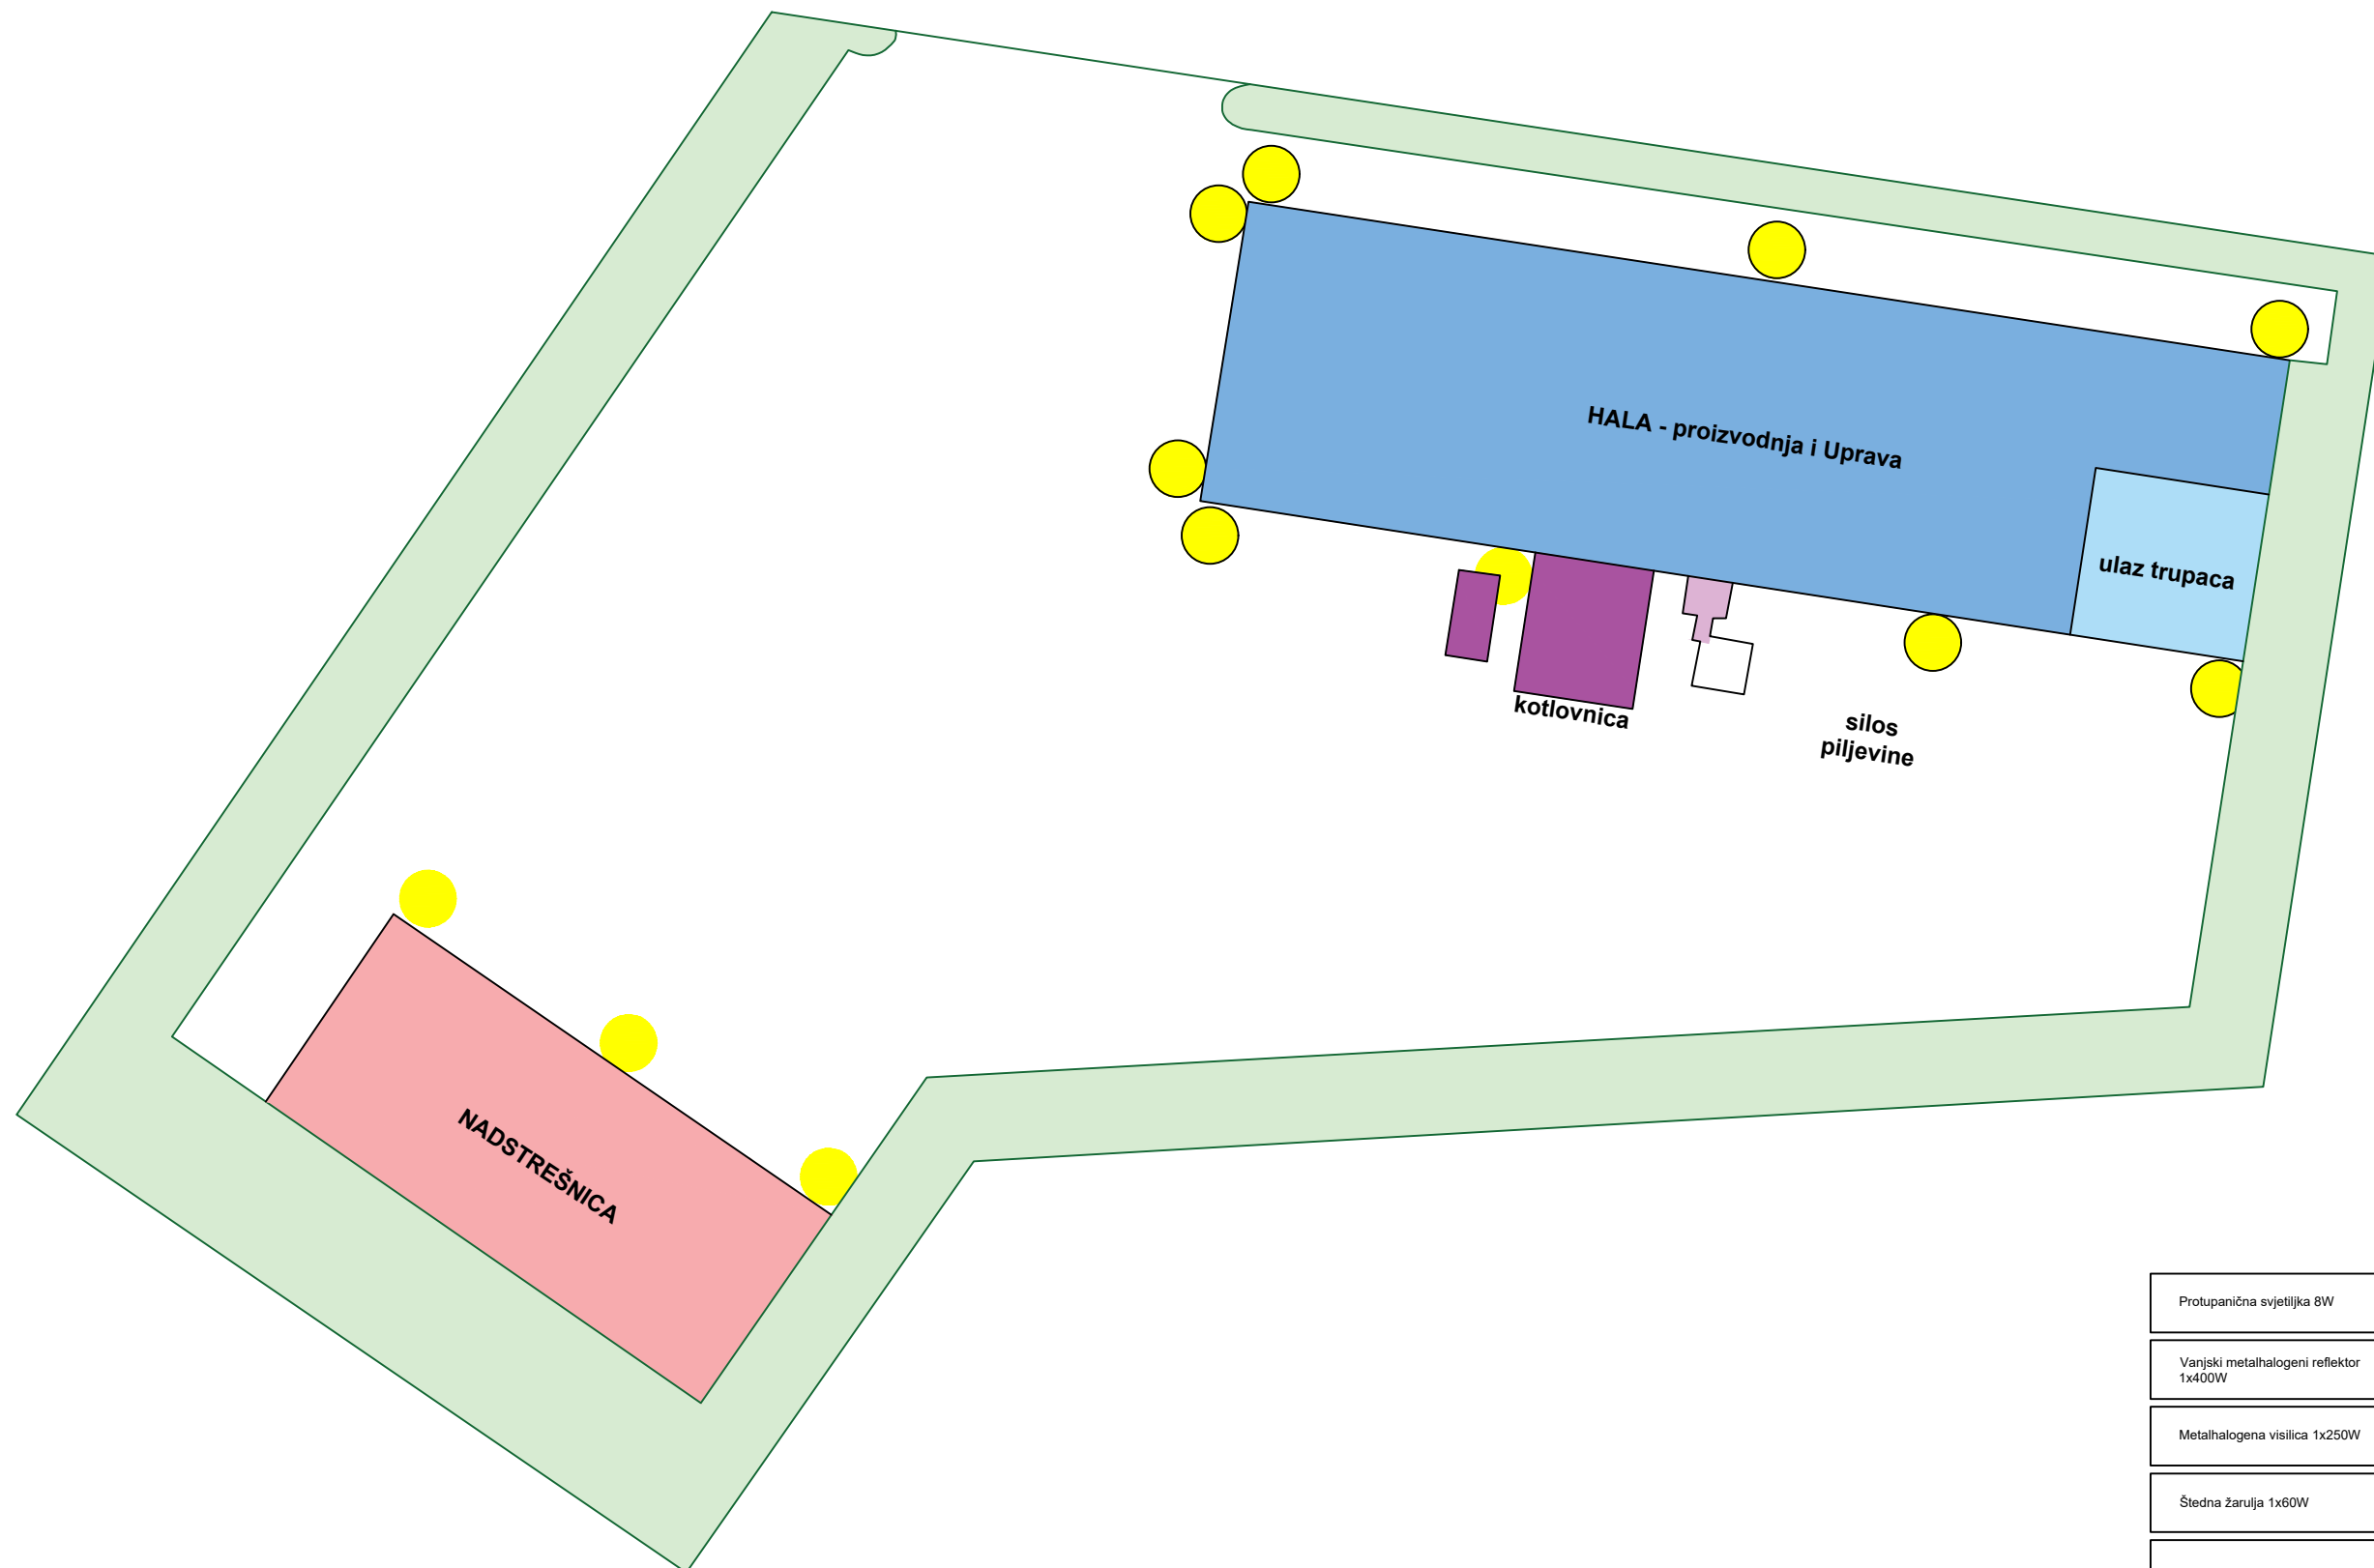 HALA - proizvodnja i Uprava
ulaz trupaca
kotlovnica
silos
piljevine
NADSTREŠNICA
Protupanična svjetiljka 8W
Vanjski metalhalogeni reflektor
1x400W
Metalhalogena visilica 1x250W
Štedna žarulja 1x60W